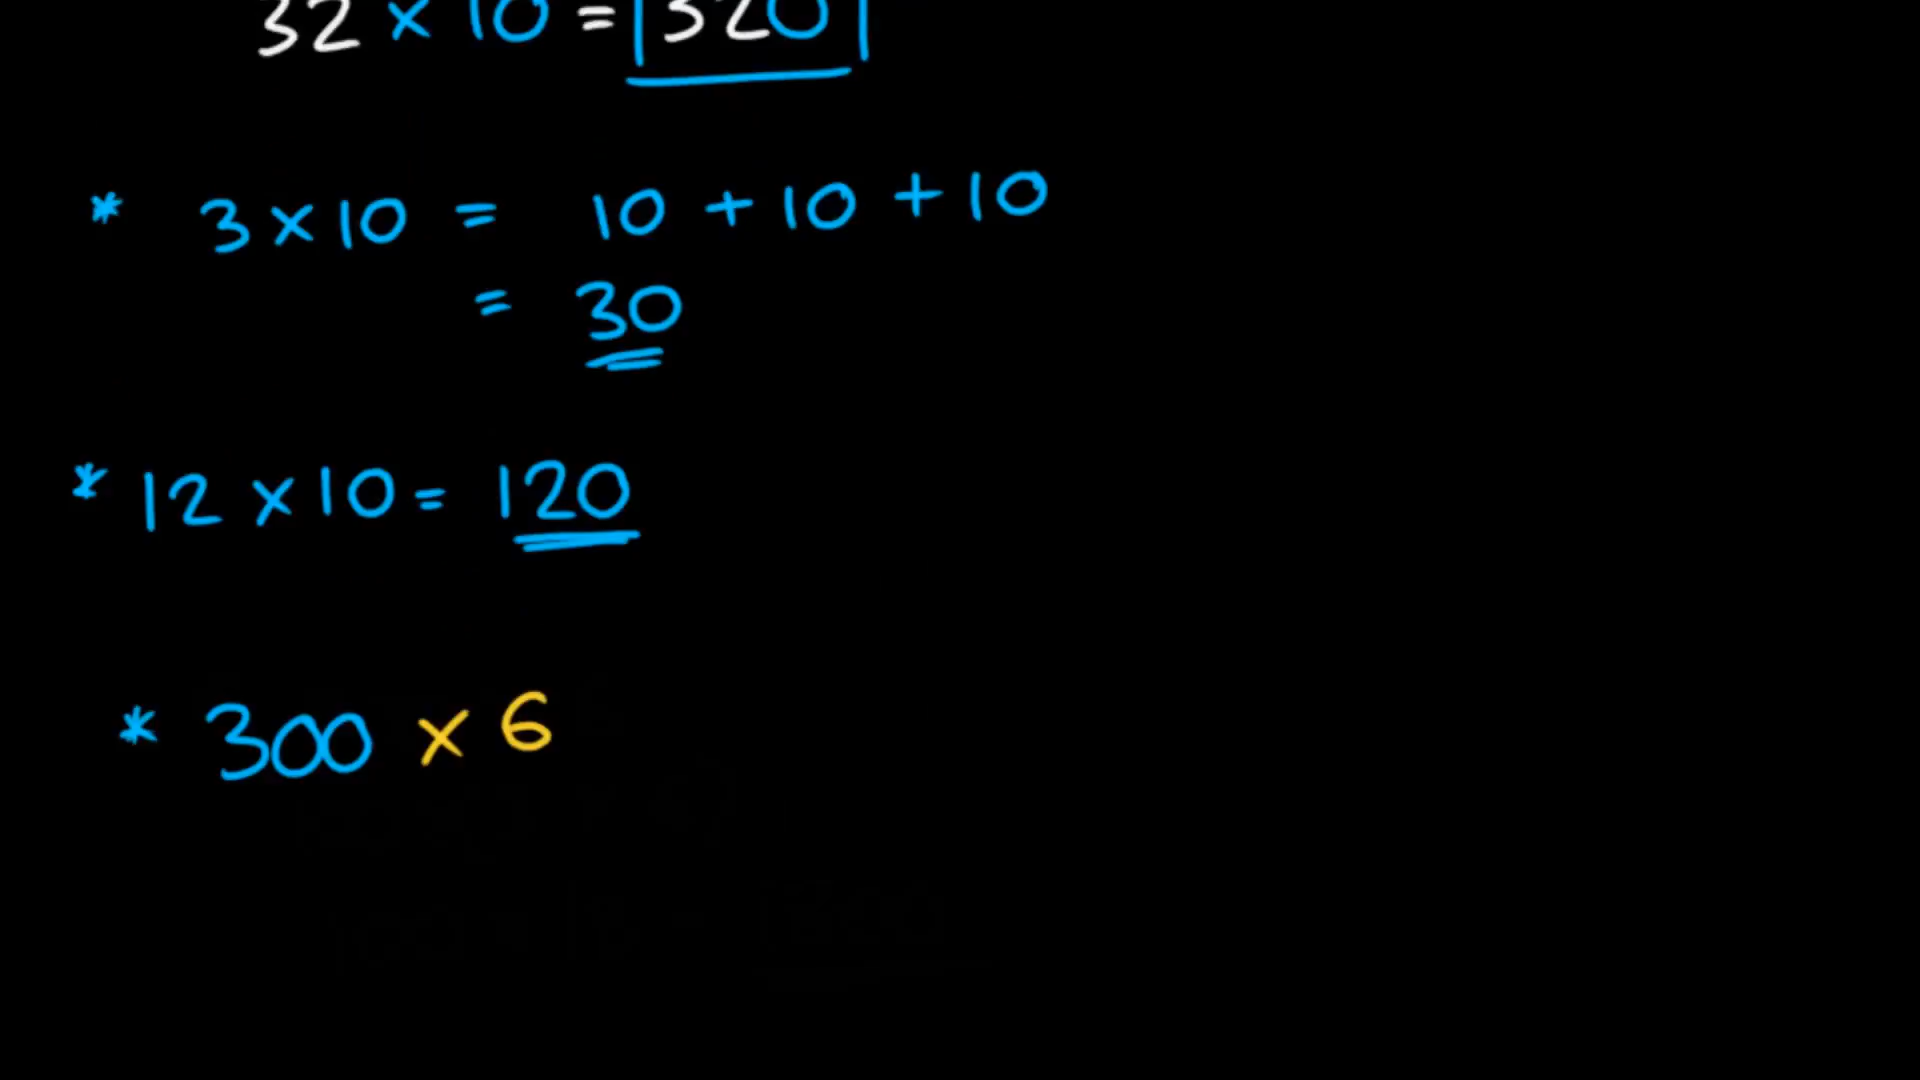 32 × 10 = 320
* 3 × 10 = 10 + 10 + 10
= 30
* 12 × 10 = 120
* 300 × 6